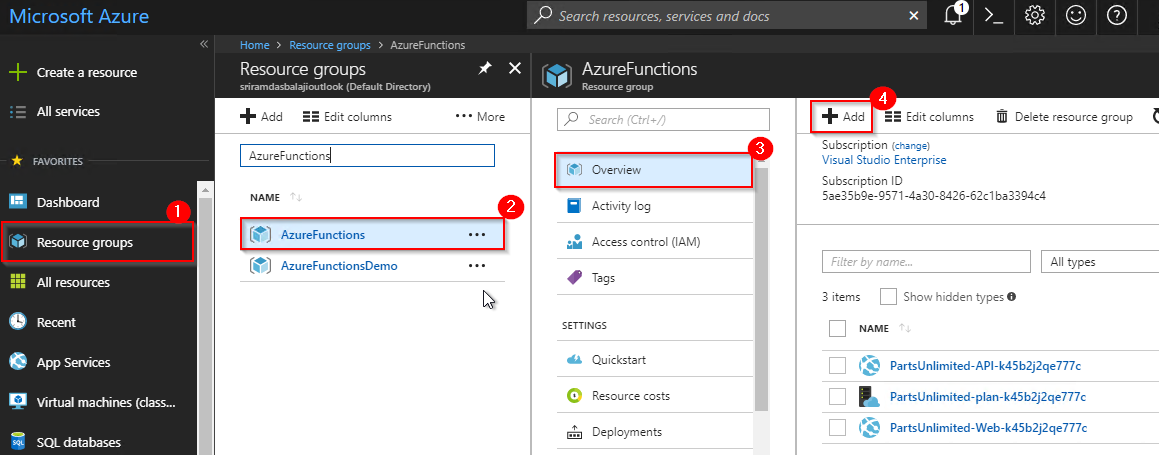 Microsoft Azure
Search resources, services and docs
1
Create a resource
All services
FAVORITES
Dashboard
1
Resource groups
All resources
Recent
App Services
Virtual machines (class...
SQL databases
Home > Resource groups > AzureFunctions
Resource groups
sriramdasbalajioutlook (Default Directory)
Add Edit columns ... More
AzureFunctions
NAME
2
AzureFunctions ...
AzureFunctionsDemo ...
AzureFunctions
Resource group
Search (Ctrl+/)
3
Overview
Activity log
Access control (IAM)
Tags
SETTINGS
Quickstart
Resource costs
Deployments
4
Add Edit columns Delete resource group
Subscription (change)
Visual Studio Enterprise
Subscription ID
5ae35b9e-9571-4a30-8426-62c1ba3394c4
Filter by name... All types
3 items Show hidden types
NAME
PartsUnlimited-API-k45b2j2qe777c
PartsUnlimited-plan-k45b2j2qe777c
PartsUnlimited-Web-k45b2j2qe777c